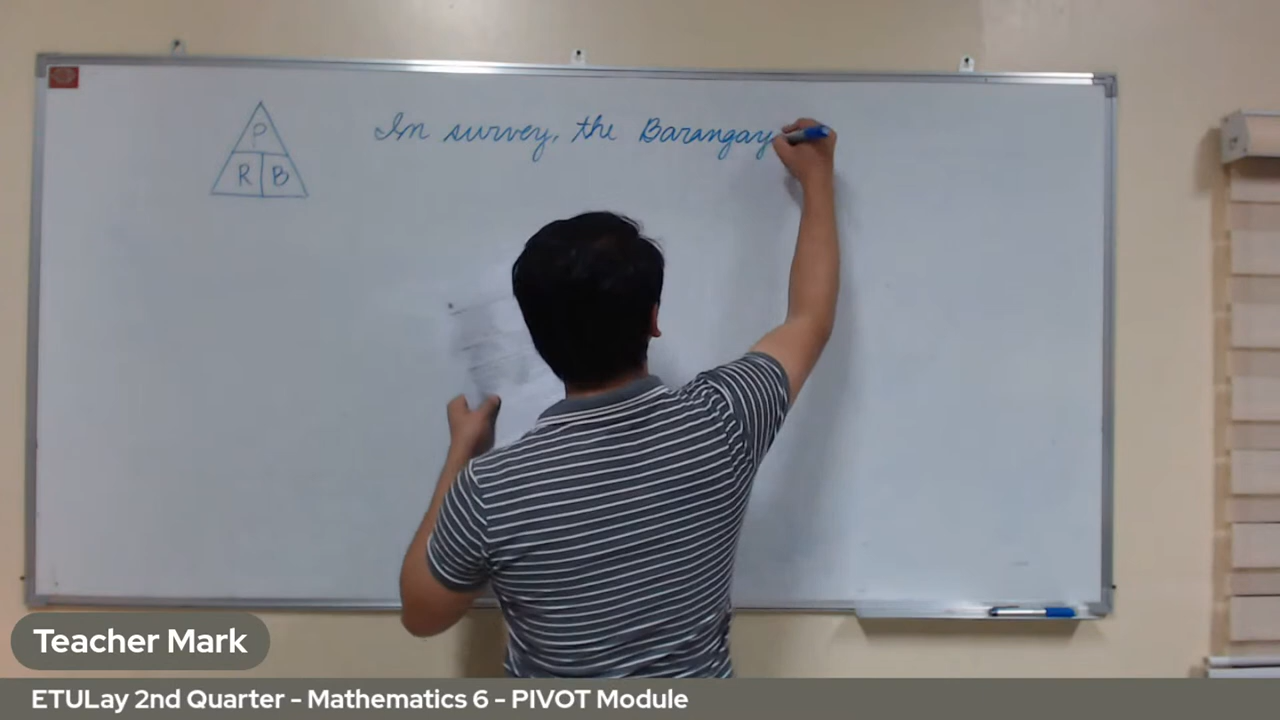 P
R B
In survey, the Barangay
Teacher Mark
ETULay 2nd Quarter - Mathematics 6 - PIVOT Module